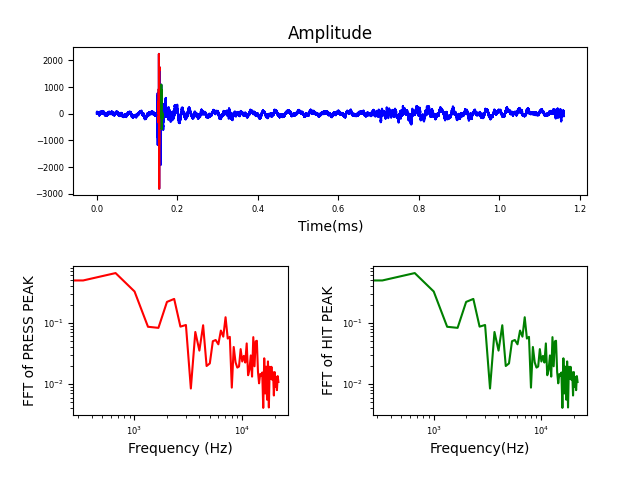 Amplitude
2000
1000
0
−1000
−2000
−3000
0.0 0.2 0.4 0.6 0.8 1.0 1.2
Time(ms)
FFT of PRESS PEAK
10⁻¹
10⁻²
10³ 10⁴
Frequency (Hz)
FFT of HIT PEAK
10⁻¹
10⁻²
10³ 10⁴
Frequency(Hz)